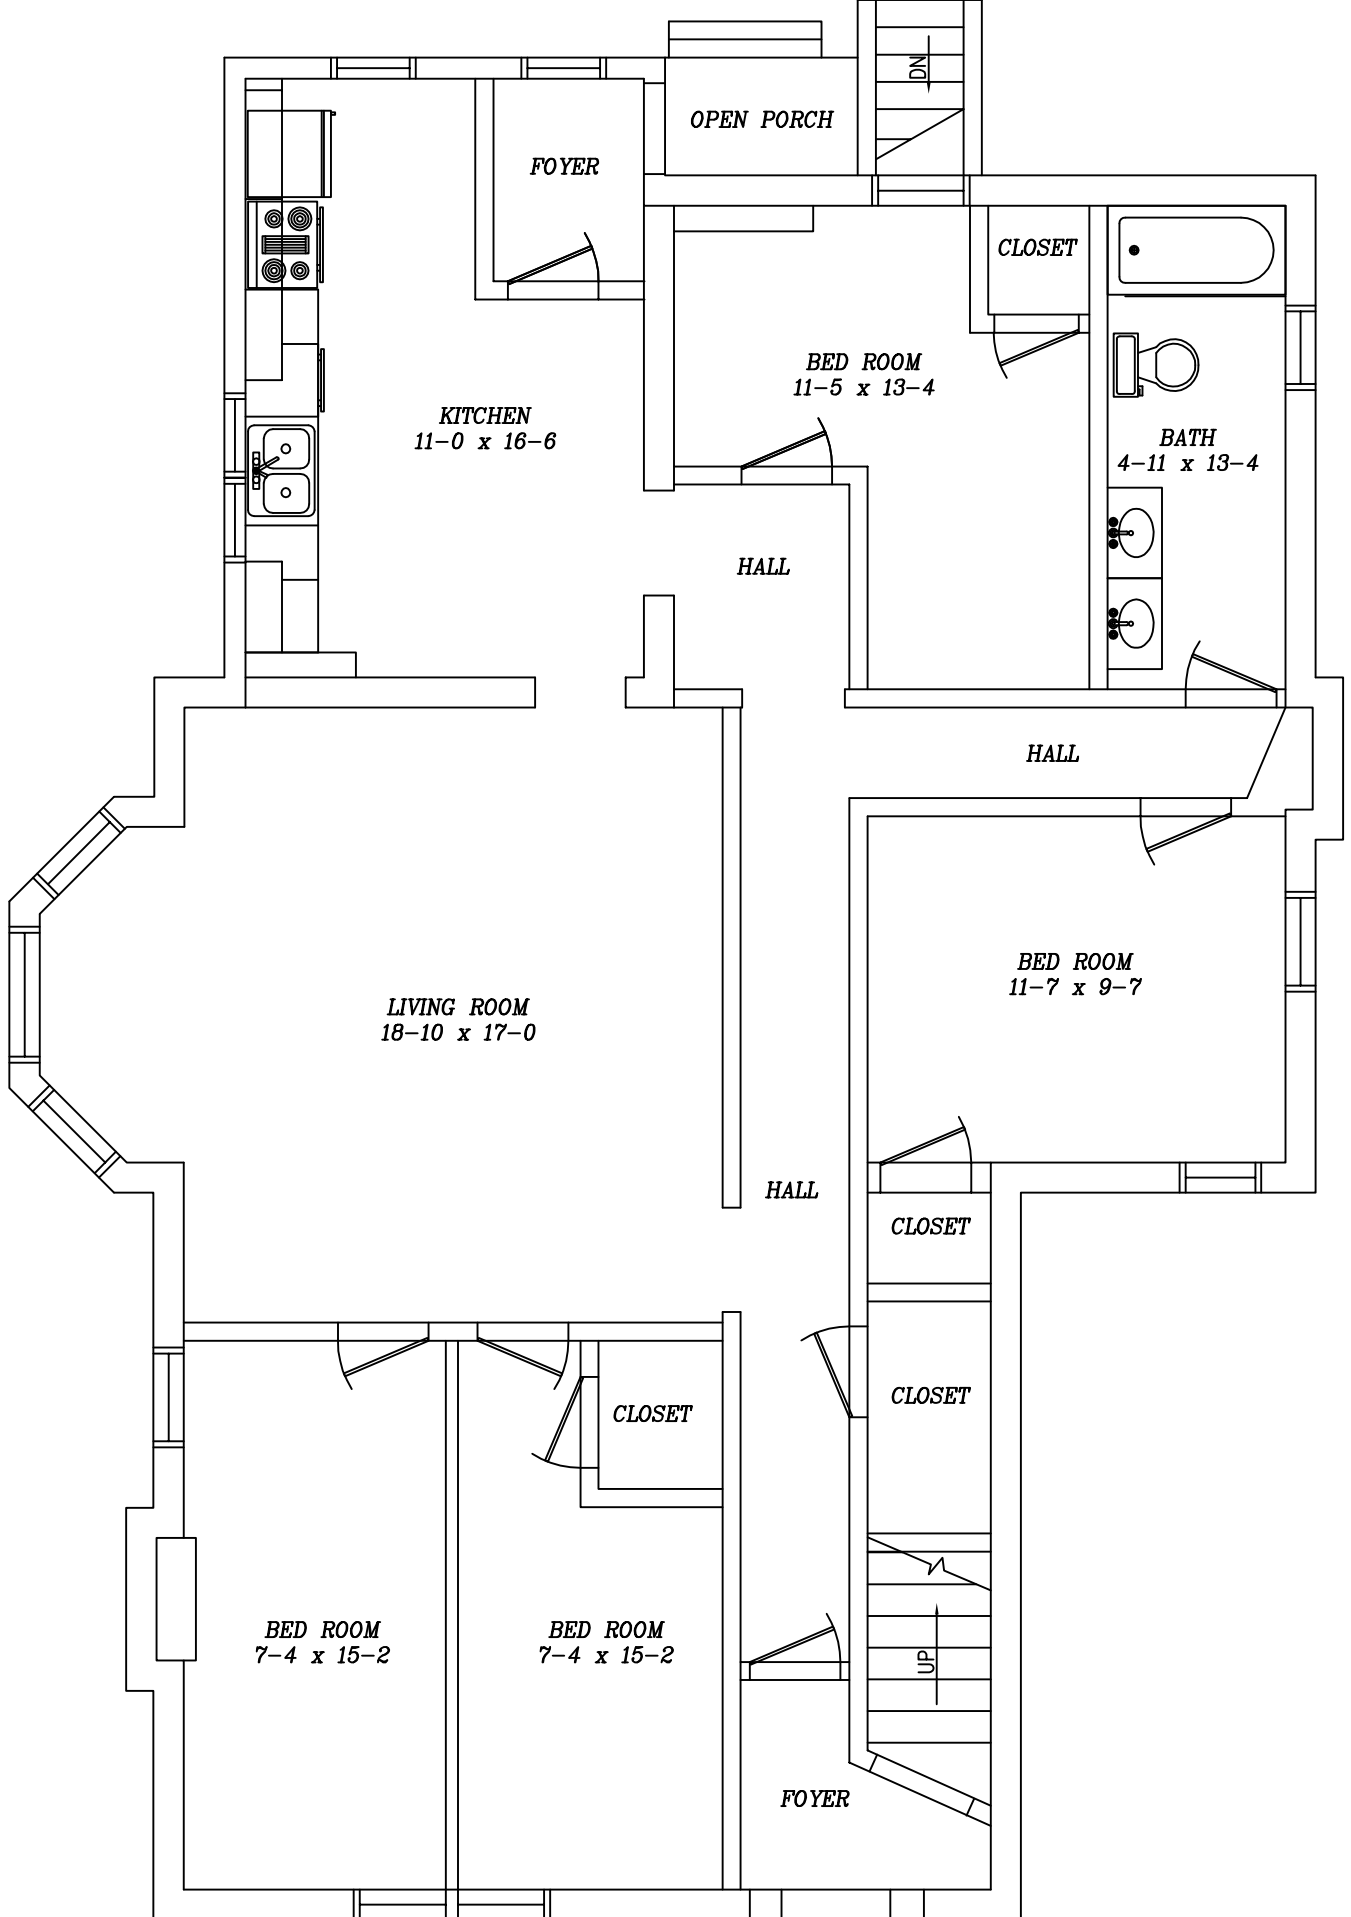 DN
OPEN PORCH
FOYER
CLOSET
BED ROOM
11-5 x 13-4
KITCHEN
11-0 x 16-6
BATH
4-11 x 13-4
HALL
HALL
BED ROOM
11-7 x 9-7
LIVING ROOM
18-10 x 17-0
HALL
CLOSET
CLOSET
CLOSET
BED ROOM
7-4 x 15-2
BED ROOM
7-4 x 15-2
UP
FOYER